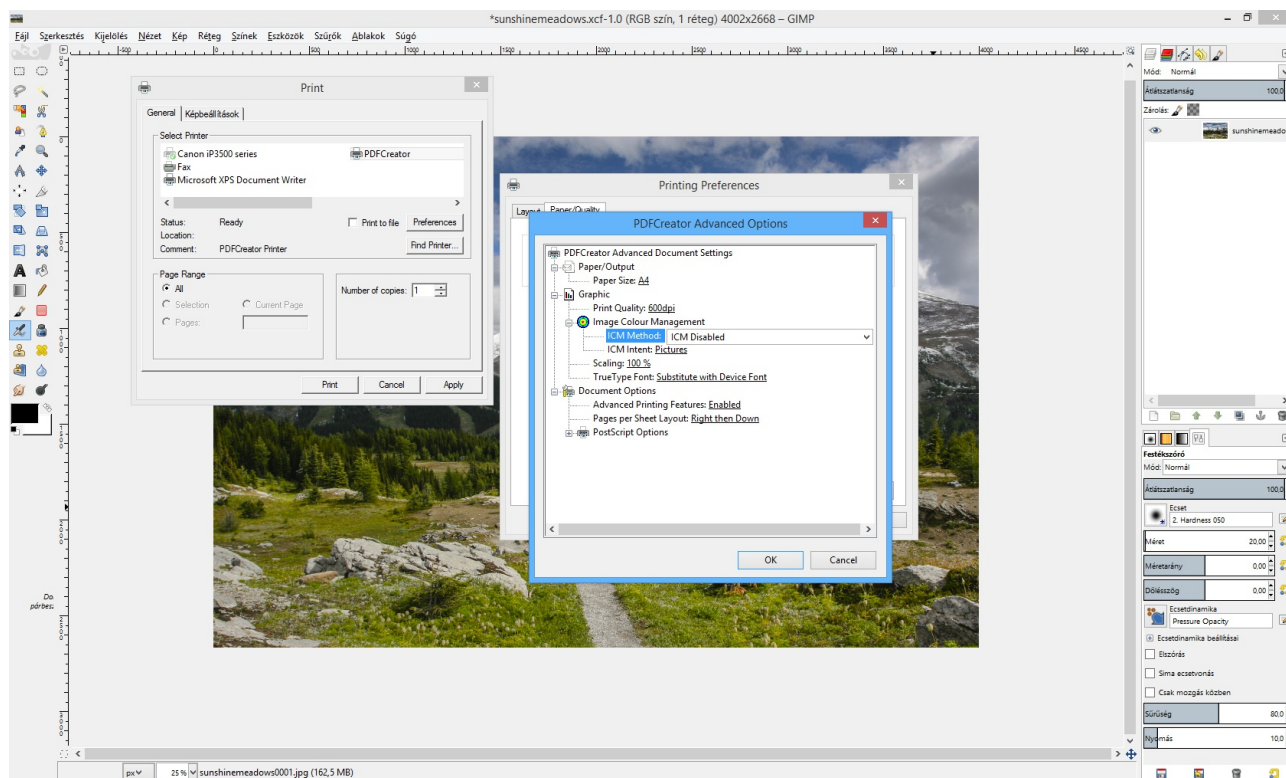 *sunshinemeadows.xcf-1.0 (RGB szín, 1 réteg) 4002x2668 – GIMP
Fájl Szerkesztés Kijelölés Nézet Kép Réteg Színek Eszközök Szűrők Ablakok Súgó
Print
General Képbeállítások
Select Printer
Canon iP3500 series PDFCreator
Fax
Microsoft XPS Document Writer
Status: Ready Print to file Preferences
Location:
Comment: PDFCreator Printer Find Printer...
Page Range
All Number of copies: 1
Selection Current Page
Pages:
Print Cancel Apply
Printing Preferences
Layout Paper/Quality
PDFCreator Advanced Options
PDFCreator Advanced Document Settings
Paper/Output
Paper Size: A4
Graphic
Print Quality: 600dpi
Image Colour Management
ICM Method: ICM Disabled
ICM Intent: Pictures
Scaling: 100 %
TrueType Font: Substitute with Device Font
Document Options
Advanced Printing Features: Enabled
Pages per Sheet Layout: Right then Down
PostScript Options
OK Cancel
Mód: Normál
Átlátszatlanság 100,0
Zárolás:
sunshinemeado
Festékszóró
Mód: Normál
Átlátszatlanság 100,0
Ecset
2. Hardness 050
Méret 20,00
Méretarány 0,00
Dőlésszög 0,00
Ecsetdinamika
Pressure Opacity
Ecsetdinamika beállításai
Elszórás
Sima ecsetvonás
Csak mozgás közben
Sűrűség 80,0
Nyomás 10,0
Do
párbesz
px 25 % sunshinemeadows0001.jpg (162,5 MB)